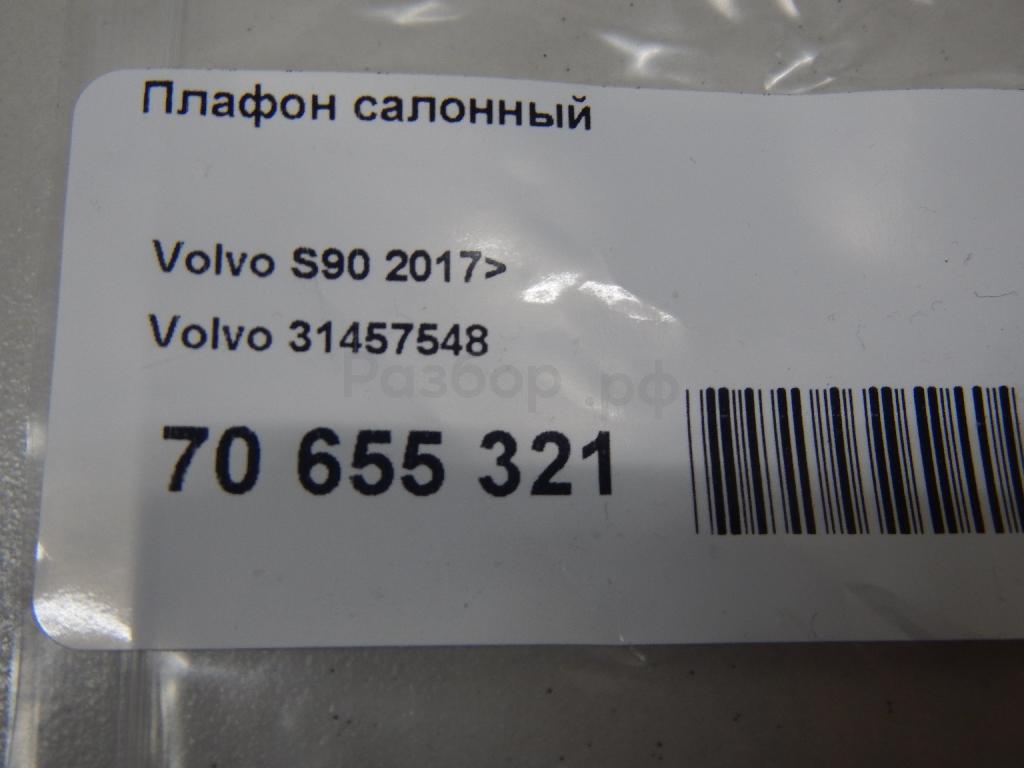 Плафон салонный
Volvo S90 2017>
Volvo 31457548
Разбор.рф
70 655 321